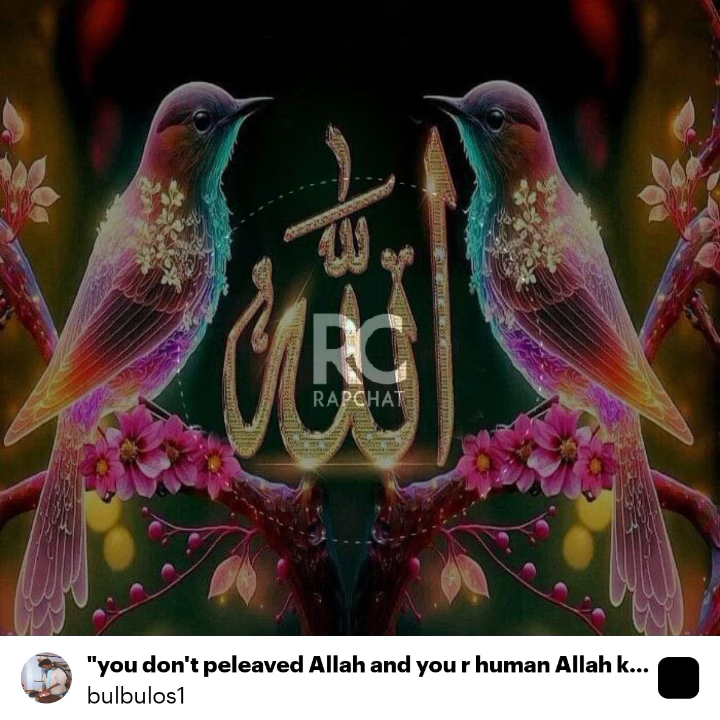 الله
RC
RAPCHAT
"you don't peleaved Allah and you r human Allah k...
bulbulos1